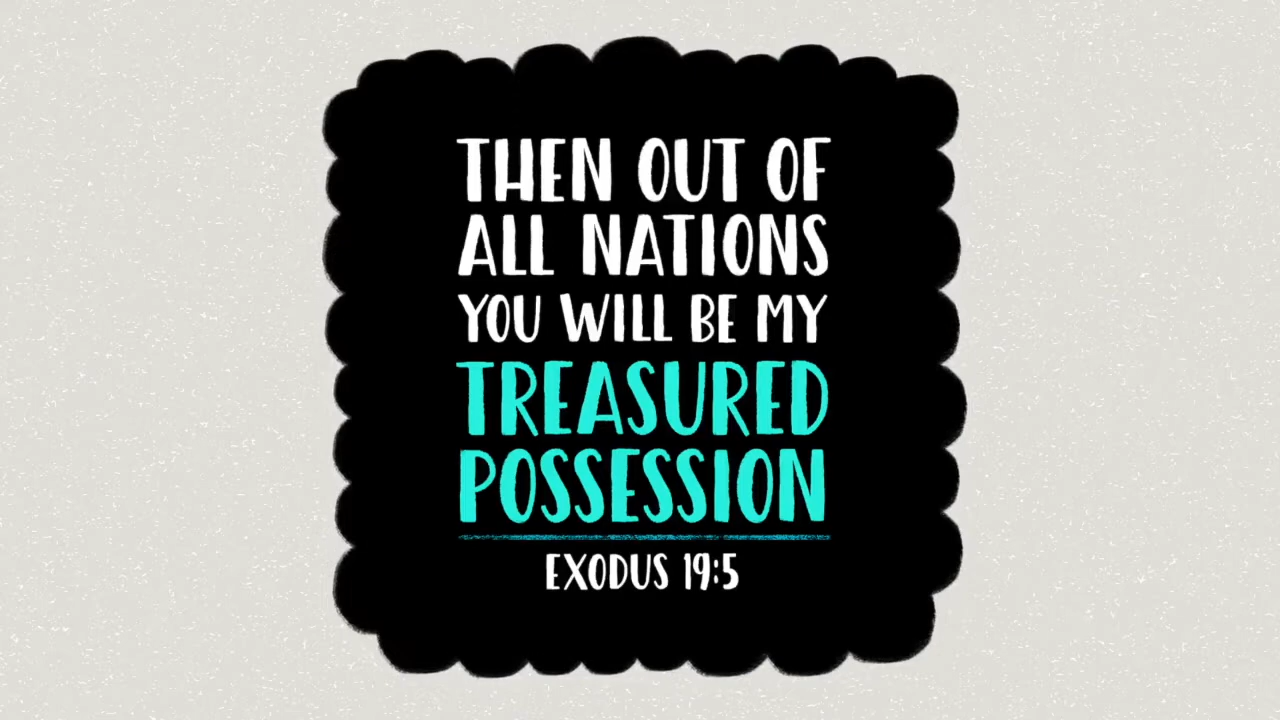 THEN OUT OF
ALL NATIONS
YOU WILL BE MY
TREASURED
POSSESSION
EXODUS 19:5